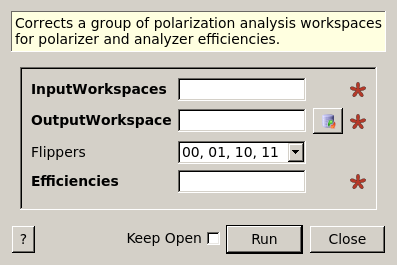 Corrects a group of polarization analysis workspaces
for polarizer and analyzer efficiencies.
InputWorkspaces
OutputWorkspace
Flippers 00, 01, 10, 11
Efficiencies
? Keep Open Run Close